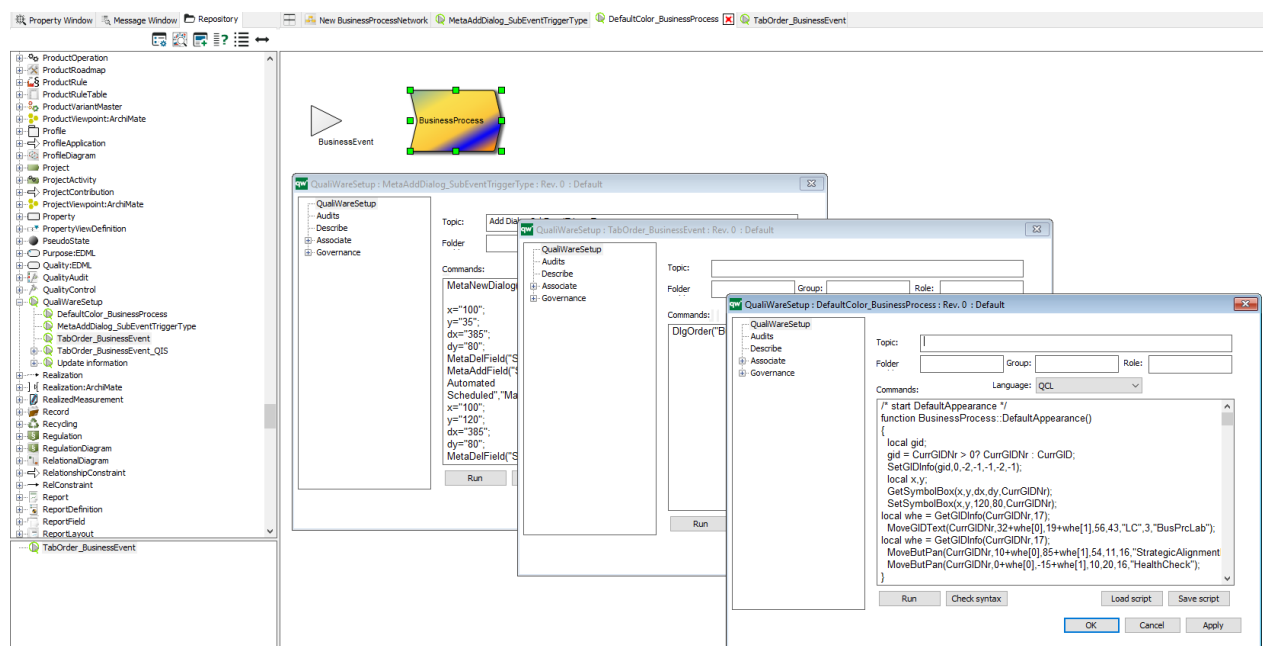 Property Window Message Window Repository New BusinessProcessNetwork MetaAddDialog_SubEventTriggerType DefaultColor_BusinessProcess TabOrder_BusinessEvent
ProductOperation
ProductRoadmap
ProductRule
ProductRuleTable
ProductVariantMaster
ProductViewpoint:ArchiMate
Profile
ProfileApplication
ProfileDiagram
Project
ProjectActivity
ProjectContribution
ProjectViewpoint:ArchiMate
Property
PropertyViewDefinition
PseudoState
Purpose:EDML
Quality:EDML
QualityAudit
QualityControl
QualiWareSetup
DefaultColor_BusinessProcess
MetaAddDialog_SubEventTriggerType
TabOrder_BusinessEvent
TabOrder_BusinessEvent_QIS
Update information
Realization
Realization:ArchiMate
RealizedMeasurement
Record
Recycling
Regulation
RegulationDiagram
RelationalDiagram
RelationshipConstraint
RelConstraint
Report
ReportDefinition
ReportField
ReportLayout
TabOrder_BusinessEvent
BusinessEvent
BusinessProcess
QualiWareSetup : MetaAddDialog_SubEventTriggerType : Rev. 0 : Default
QualiWareSetup
Audits
Describe
Associate
Governance
Topic: Add Dia
Folder
Commands:
MetaNewDialog
x="100";
y="35";
dx="385";
dy="80";
MetaDelField("S
MetaAddField("S
Automated
Scheduled","Ma
x="100";
y="120";
dx="385";
dy="80";
MetaDelField("S
Run
QualiWareSetup : TabOrder_BusinessEvent : Rev. 0 : Default
QualiWareSetup
Audits
Describe
Associate
Governance
Topic:
Folder Group: Role:
Commands:
DlgOrder("B
Run
QualiWareSetup : DefaultColor_BusinessProcess : Rev. 0 : Default
QualiWareSetup
Audits
Describe
Associate
Governance
Topic:
Folder Group: Role:
Commands: Language: QCL
/* start DefaultAppearance */
function BusinessProcess::DefaultAppearance()
{
local gid;
gid = CurrGIDNr > 0? CurrGIDNr : CurrGID;
SetGIDInfo(gid,0,-2,-1,-1,-2,-1);
local x,y;
GetSymbolBox(x,y,dx,dy,CurrGIDNr);
SetSymbolBox(x,y,120,80,CurrGIDNr);
local whe = GetGIDInfo(CurrGIDNr,17);
MoveGIDText(CurrGIDNr,32+whe[0],19+whe[1],56,43,"LC",3,"BusPrcLab");
local whe = GetGIDInfo(CurrGIDNr,17);
MoveButPan(CurrGIDNr,10+whe[0],85+whe[1],54,11,16,"StrategicAlignment
MoveButPan(CurrGIDNr,0+whe[0],-15+whe[1],10,20,16,"HealthCheck");
}
Run Check syntax Load script Save script
OK Cancel Apply